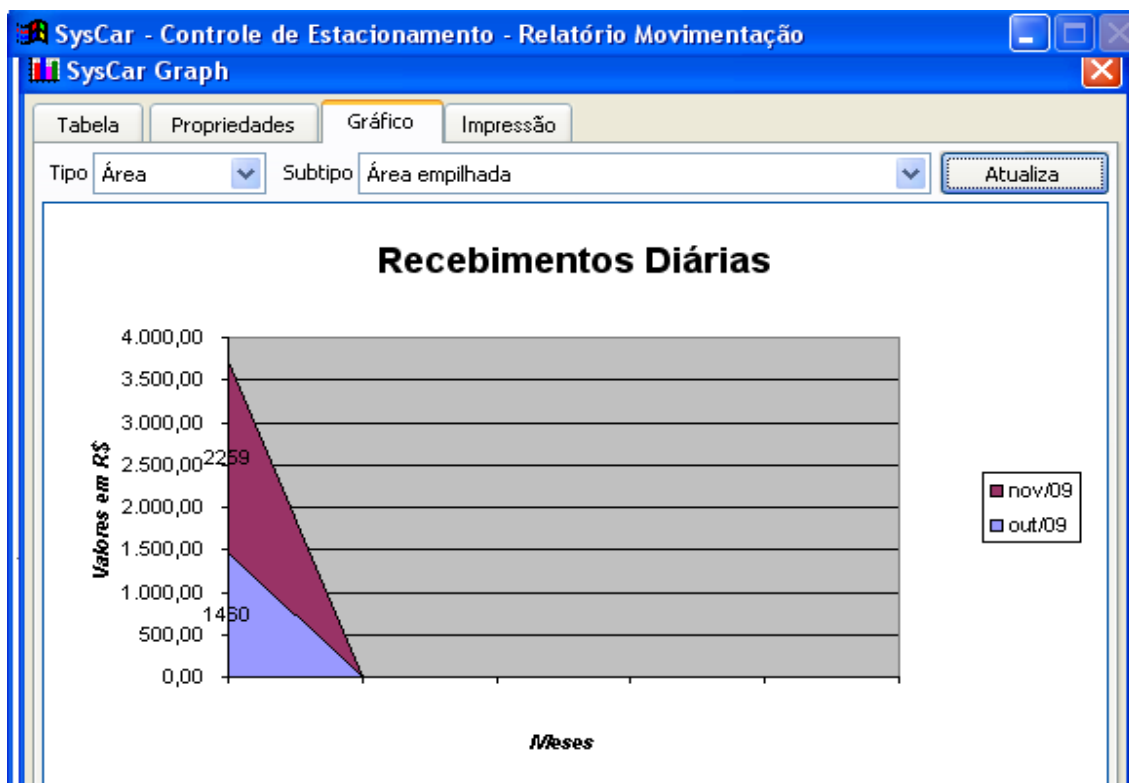 SysCar - Controle de Estacionamento - Relatório Movimentação
SysCar Graph
Tabela Propriedades Gráfico Impressão
Tipo Área Subtipo Área empilhada Atualiza
Recebimentos Diárias
4.000,00
3.500,00
3.000,00
2.500,00
2.000,00
1.500,00
1.000,00
500,00
0,00
Valores em R$
2259
1460
nov/09
out/09
Meses